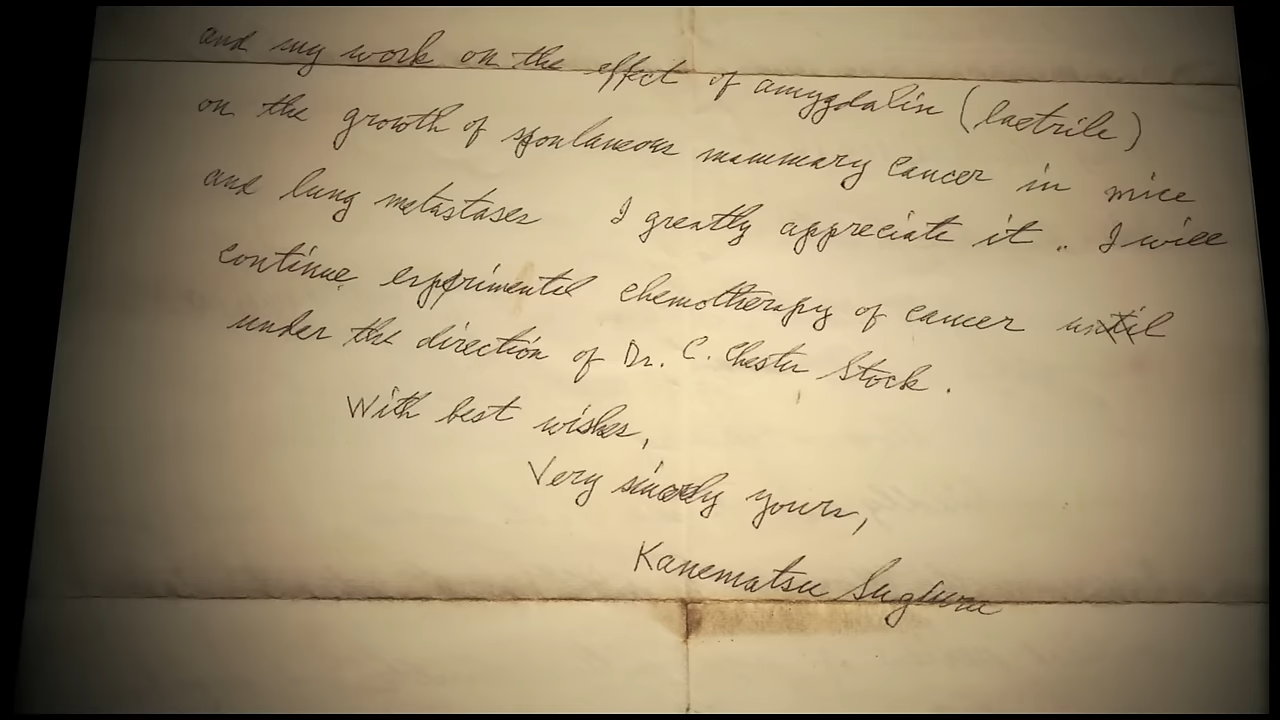 and my work on the effect of amygdalin (laetrile)
on the growth of spontaneous mammary cancer in mice
and lung metastases I greatly appreciate it .. I will
continue experimental chemotherapy of cancer until
under the direction of Dr. C. Chester Stock.
With best wishes,
Very sincerely yours,
Kanematsu Sugiura